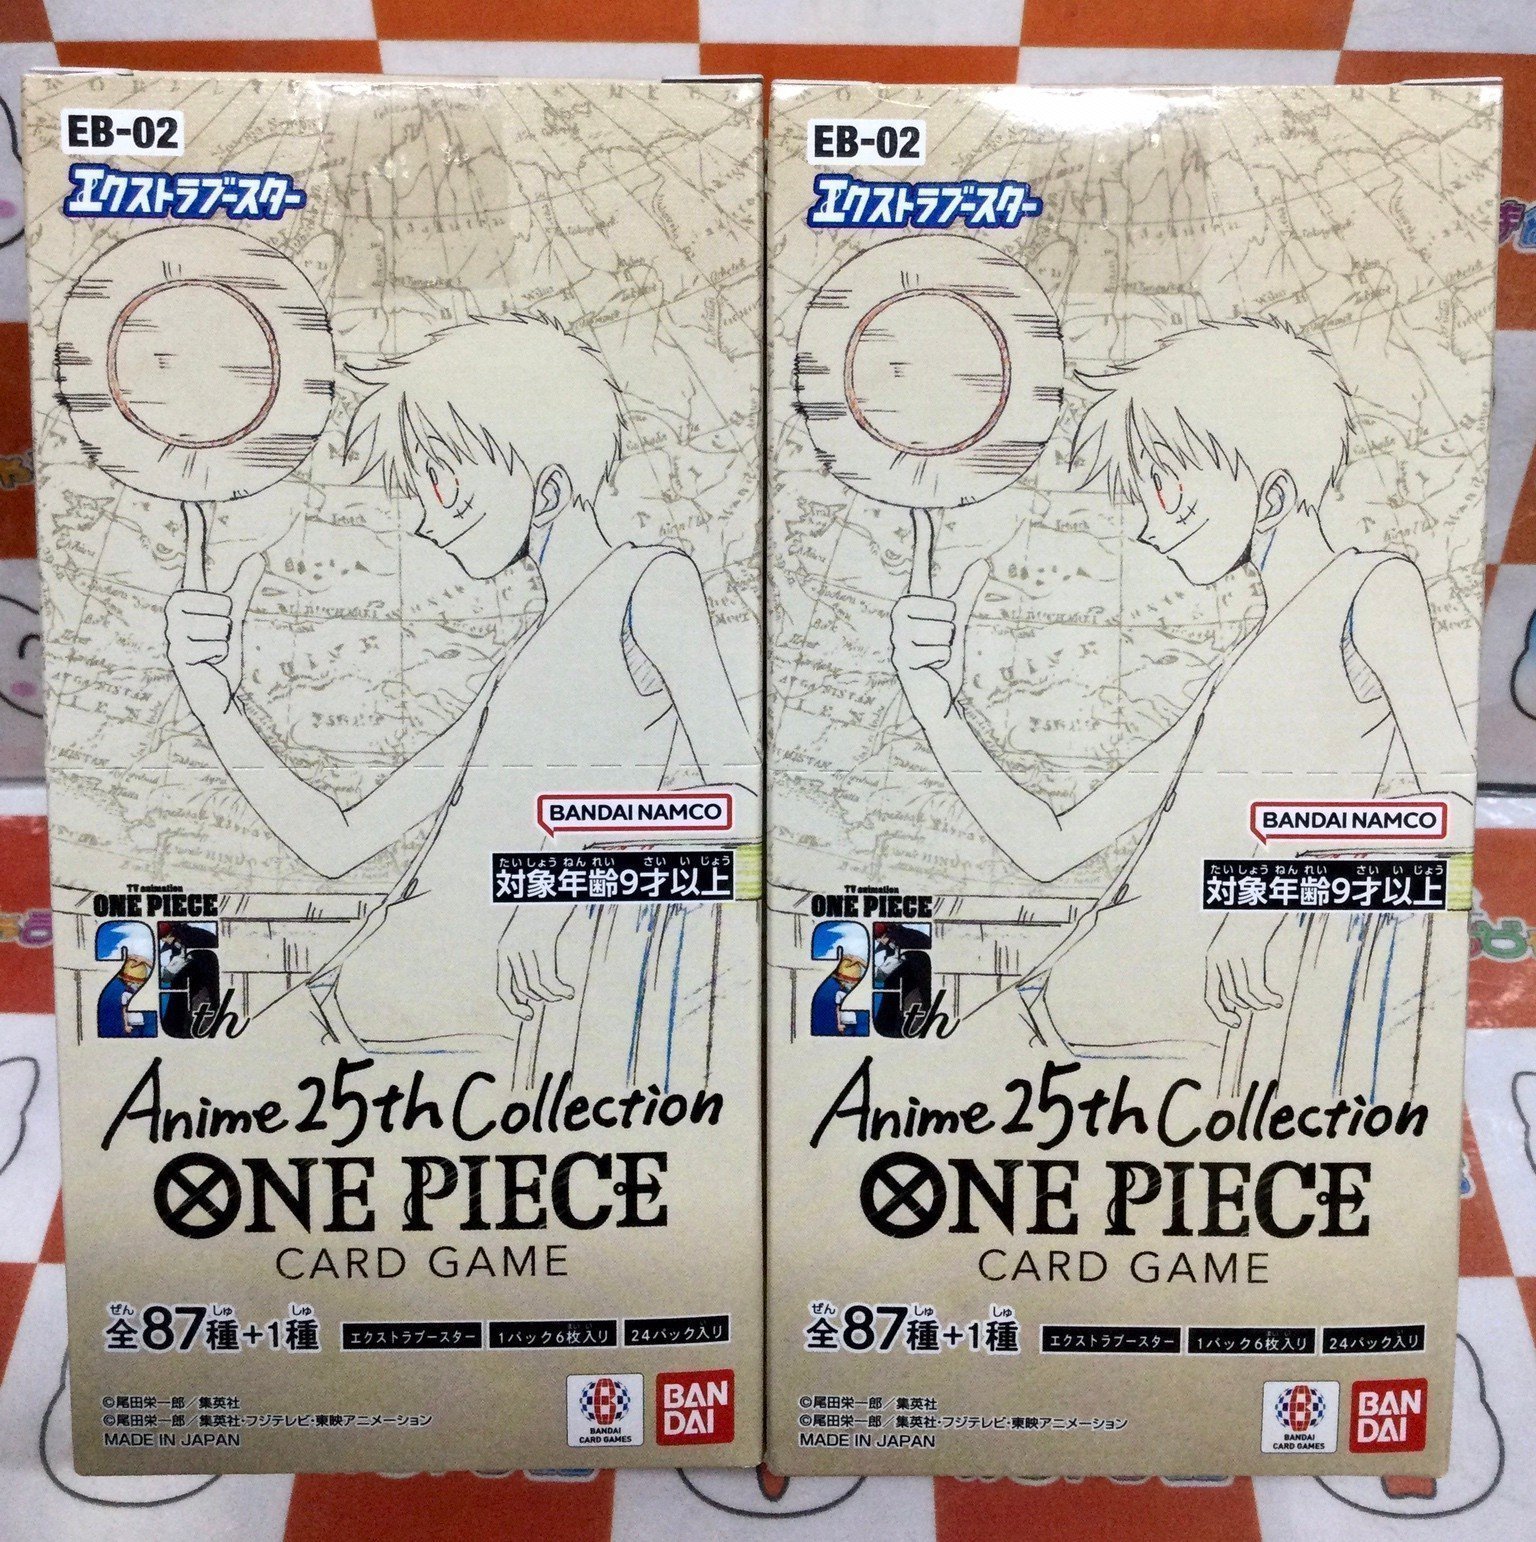 EB-02
エクストラブースター
BANDAI NAMCO
たいしょうねんれい さいいじょう
対象年齢9才以上
TV animation
ONE PIECE
25th
Anime 25th Collection
ONE PIECE
CARD GAME
ぜん しゅ しゅ
全87種+1種
エクストラブースター
1パック6枚入り
24パック入り
©尾田栄一郎/集英社
©尾田栄一郎/集英社・フジテレビ・東映アニメーション
MADE IN JAPAN
BANDAI
CARD GAMES
BAN
DAI
EB-02
エクストラブースター
BANDAI NAMCO
たいしょうねんれい さいいじょう
対象年齢9才以上
TV animation
ONE PIECE
25th
Anime 25th Collection
ONE PIECE
CARD GAME
ぜん しゅ しゅ
全87種+1種
エクストラブースター
1パック6枚入り
24パック入り
©尾田栄一郎/集英社
©尾田栄一郎/集英社・フジテレビ・東映アニメーション
MADE IN JAPAN
BANDAI
CARD GAMES
BAN
DAI